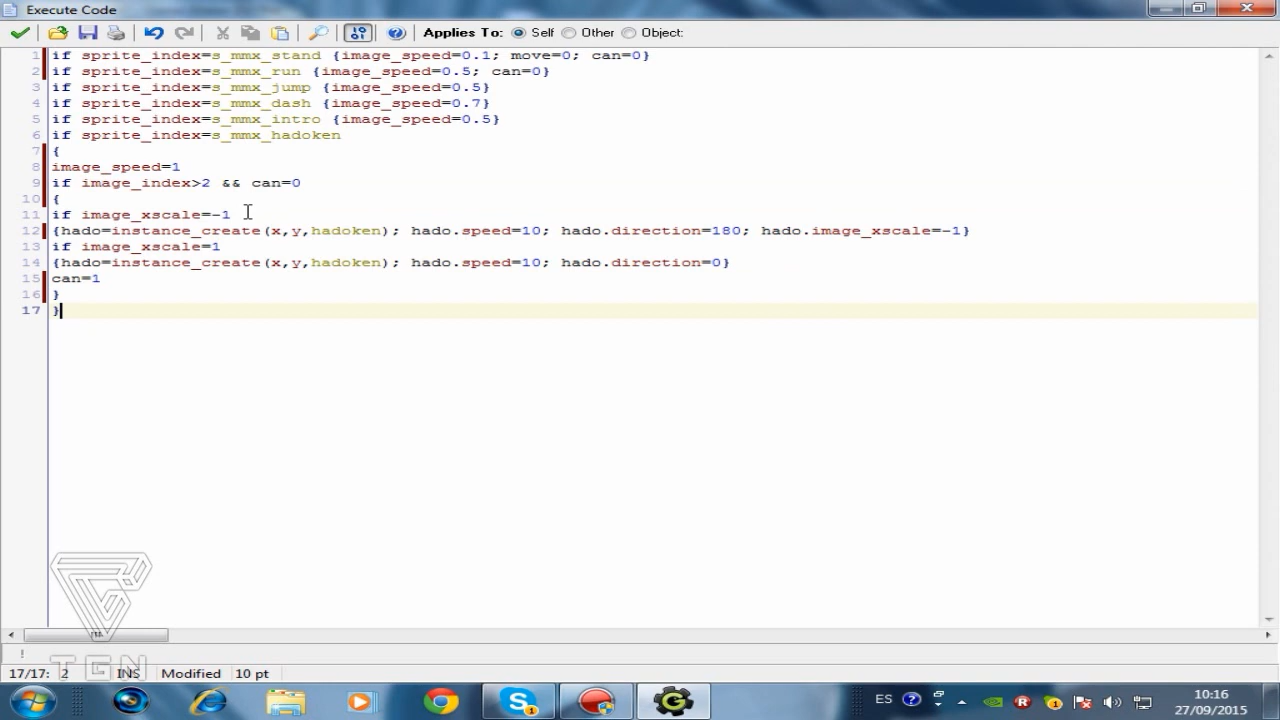 Execute Code
Applies To: Self Other Object:
1 if sprite_index=s_mmx_stand {image_speed=0.1; move=0; can=0}
2 if sprite_index=s_mmx_run {image_speed=0.5; can=0}
3 if sprite_index=s_mmx_jump {image_speed=0.5}
4 if sprite_index=s_mmx_dash {image_speed=0.7}
5 if sprite_index=s_mmx_intro {image_speed=0.5}
6 if sprite_index=s_mmx_hadoken
7 {
8 image_speed=1
9 if image_index>2 && can=0
10 {
11 if image_xscale=-1
12 {hado=instance_create(x,y,hadoken); hado.speed=10; hado.direction=180; hado.image_xscale=-1}
13 if image_xscale=1
14 {hado=instance_create(x,y,hadoken); hado.speed=10; hado.direction=0}
15 can=1
16 }
17 }
TGN
17/17: 2 INS Modified 10 pt
ES
10:16
27/09/2015